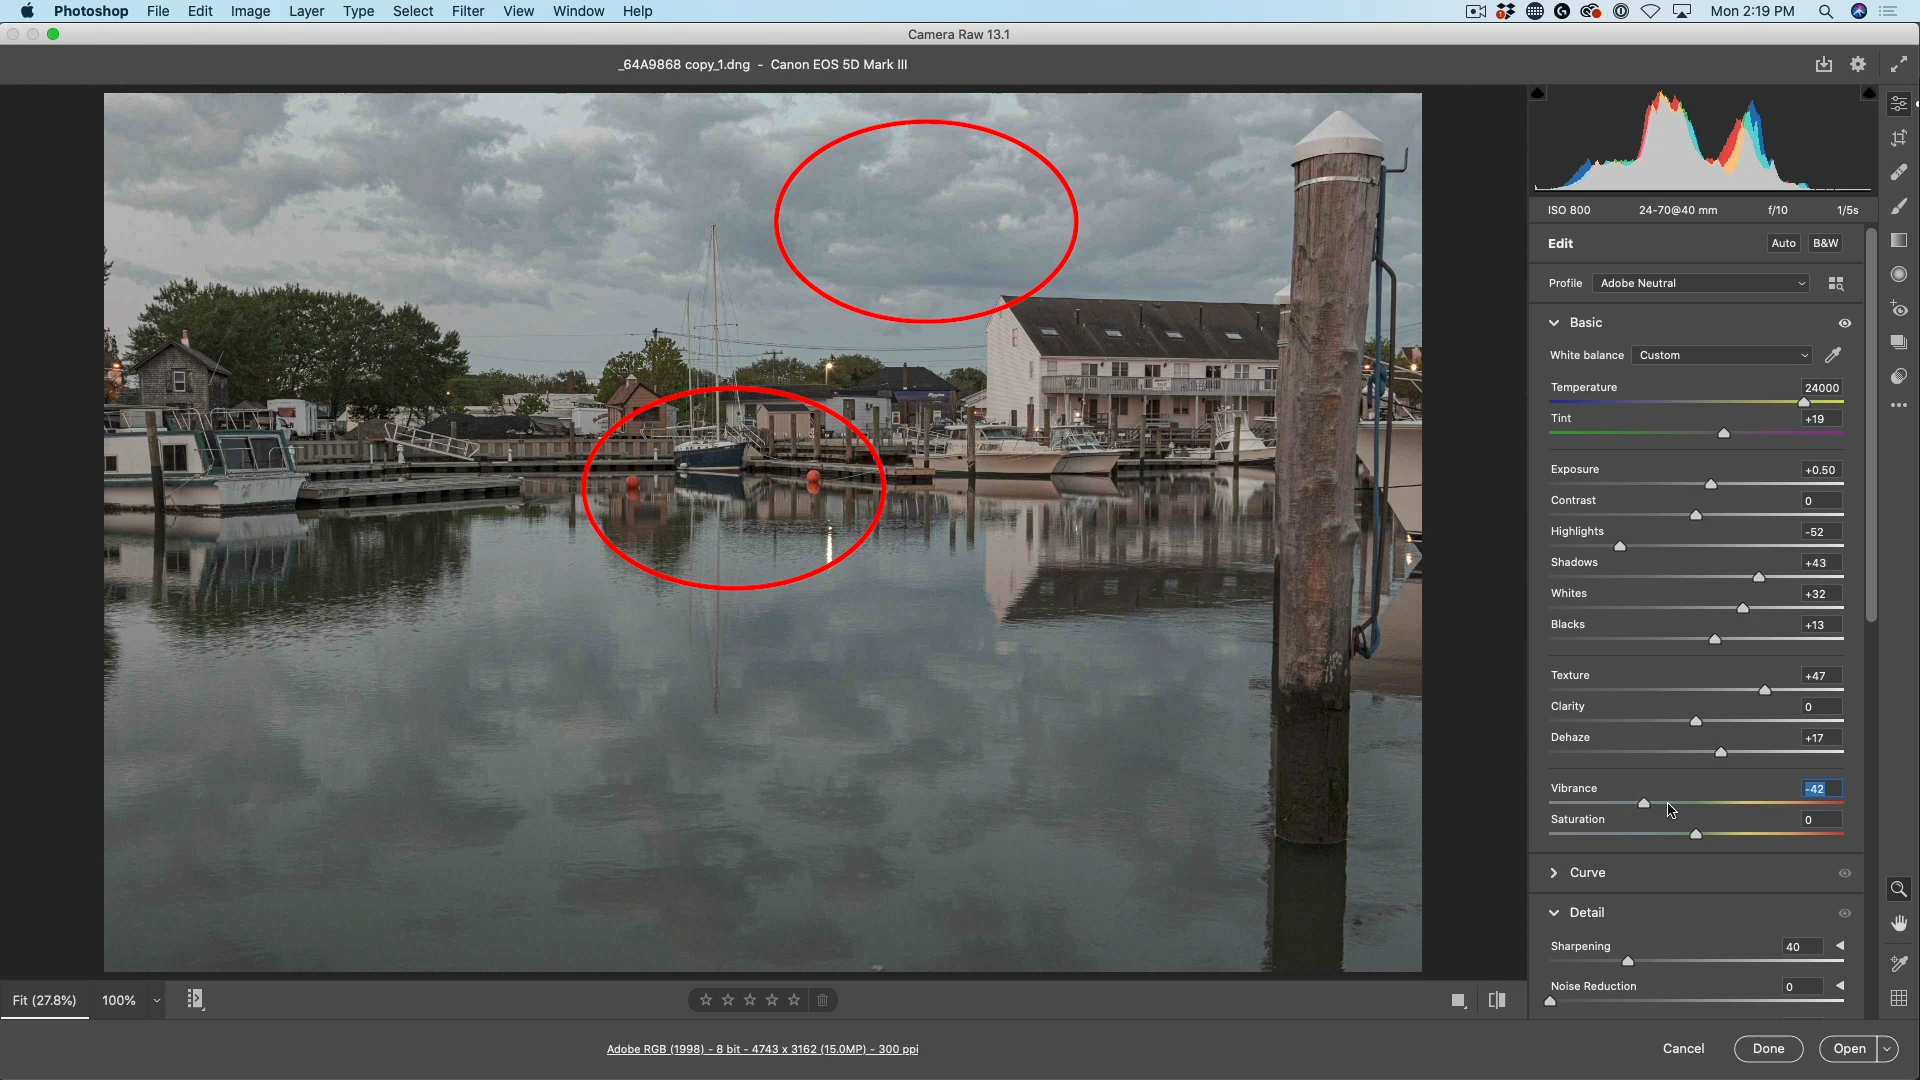 Photoshop File Edit Image Layer Type Select Filter View Window Help Mon 2:19 PM
Camera Raw 13.1
_64A9868 copy_1.dng - Canon EOS 5D Mark III
ISO 800 24-70@40 mm f/10 1/5s
Edit Auto B&W
Profile Adobe Neutral
Basic
White balance Custom
Temperature 24000
Tint +19
Exposure +0.50
Contrast 0
Highlights -52
Shadows +43
Whites +32
Blacks +13
Texture +47
Clarity 0
Dehaze +17
Vibrance -42
Saturation 0
Curve
Detail
Sharpening 40
Noise Reduction 0
Fit (27.8%) 100%
Adobe RGB (1998) - 8 bit - 4743 x 3162 (15.0MP) - 300 ppi
Cancel Done Open